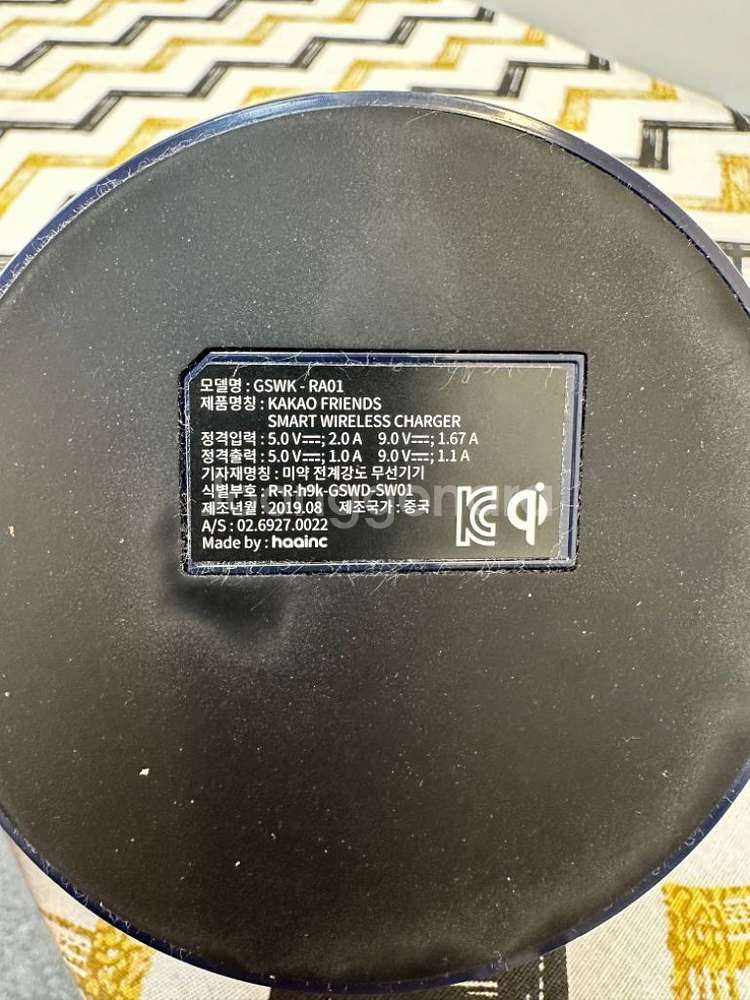 모델명 : GSWK - RA01
제품명칭 : KAKAO FRIENDS
SMART WIRELESS CHARGER
정격입력 : 5.0 V⎓; 2.0 A 9.0 V⎓; 1.67 A
정격출력 : 5.0 V⎓; 1.0 A 9.0 V⎓; 1.1 A
기자재명칭 : 미약 전계강도 무선기기
식별부호 : R-R-h9k-GSWD-SW01
제조년월 : 2019.08 제조국가 : 중국
A/S : 02.6927.0022
Made by : haainc
KC qi